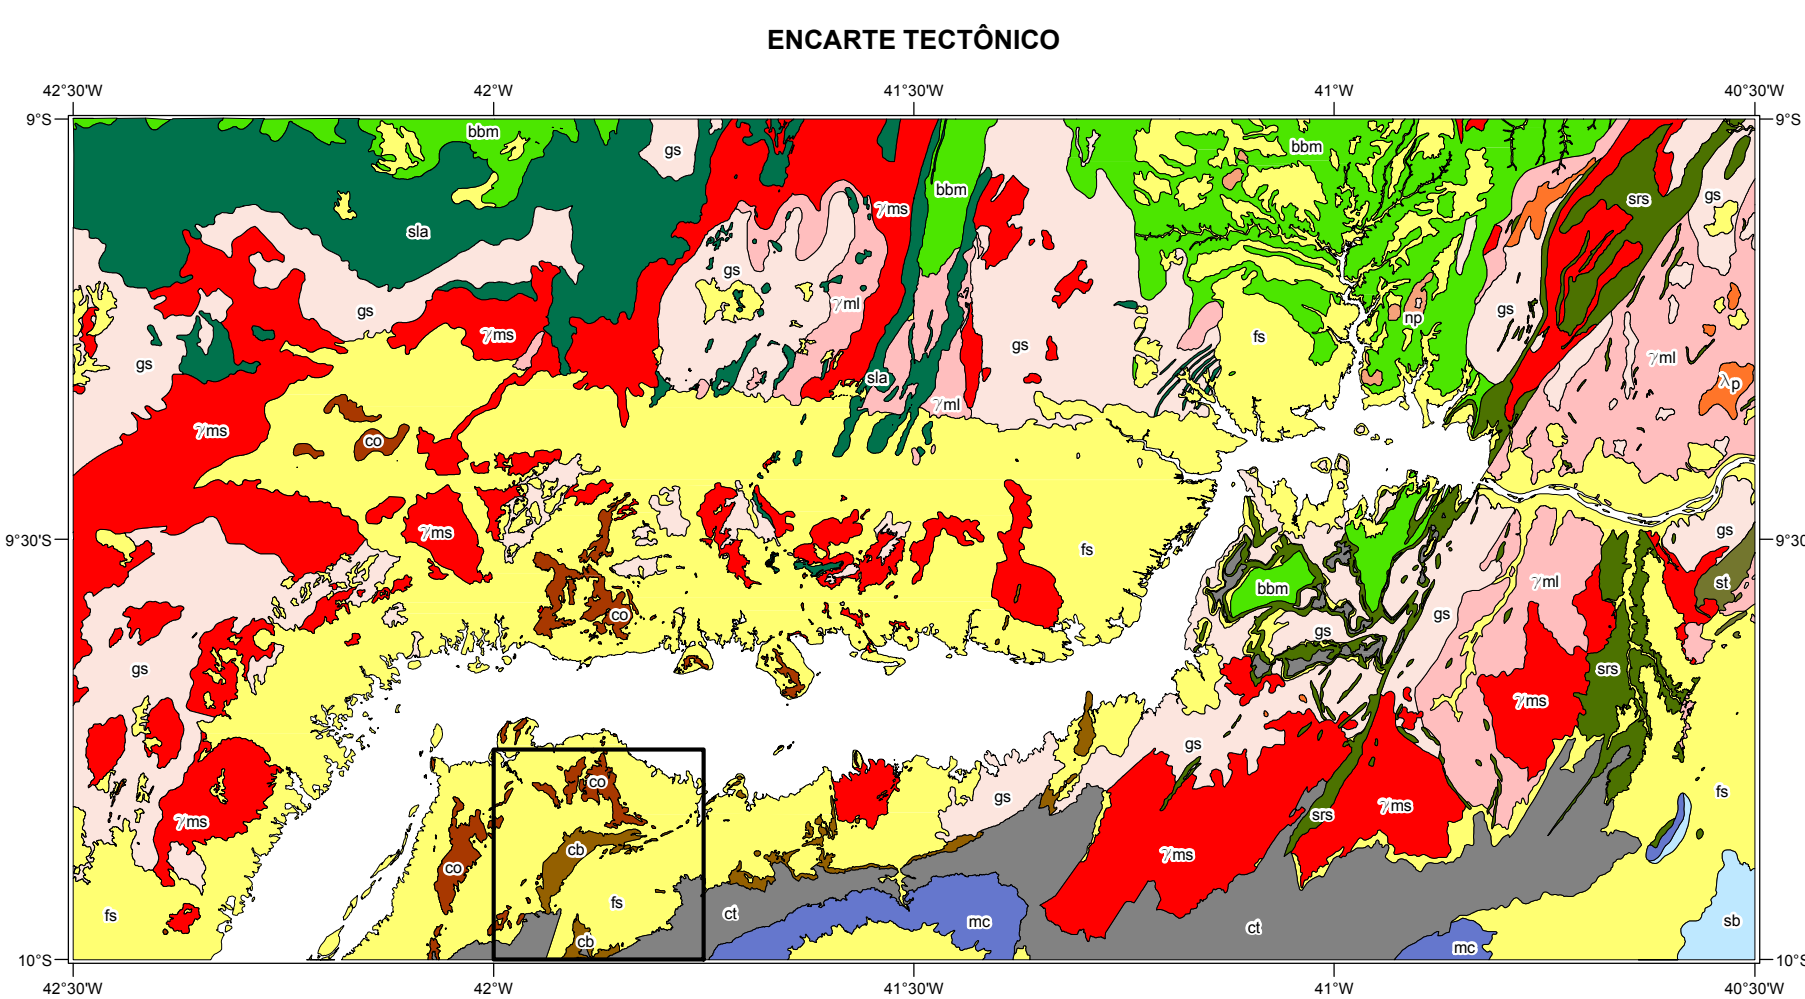 ENCARTE TECTÔNICO
42°30'W 42°W 41°30'W 41°W 40°30'W
9°S 9°S
bbm bbm
gs
bbm gs
γms srs
sla
gs
γml
gs gs
np
γms fs
gs γml
gs
sla λp
γml
γms
co
γms gs
9°30'S fs 9°30
st
γml
bbm
co gs
gs
gs srs
γms
gs
co fs
gs
γms γms
srs
cb
γms
co
fs
fs ct mc sb
ct
cb mc
10°S 10°S
42°30'W 42°W 41°30'W 41°W 40°30'W